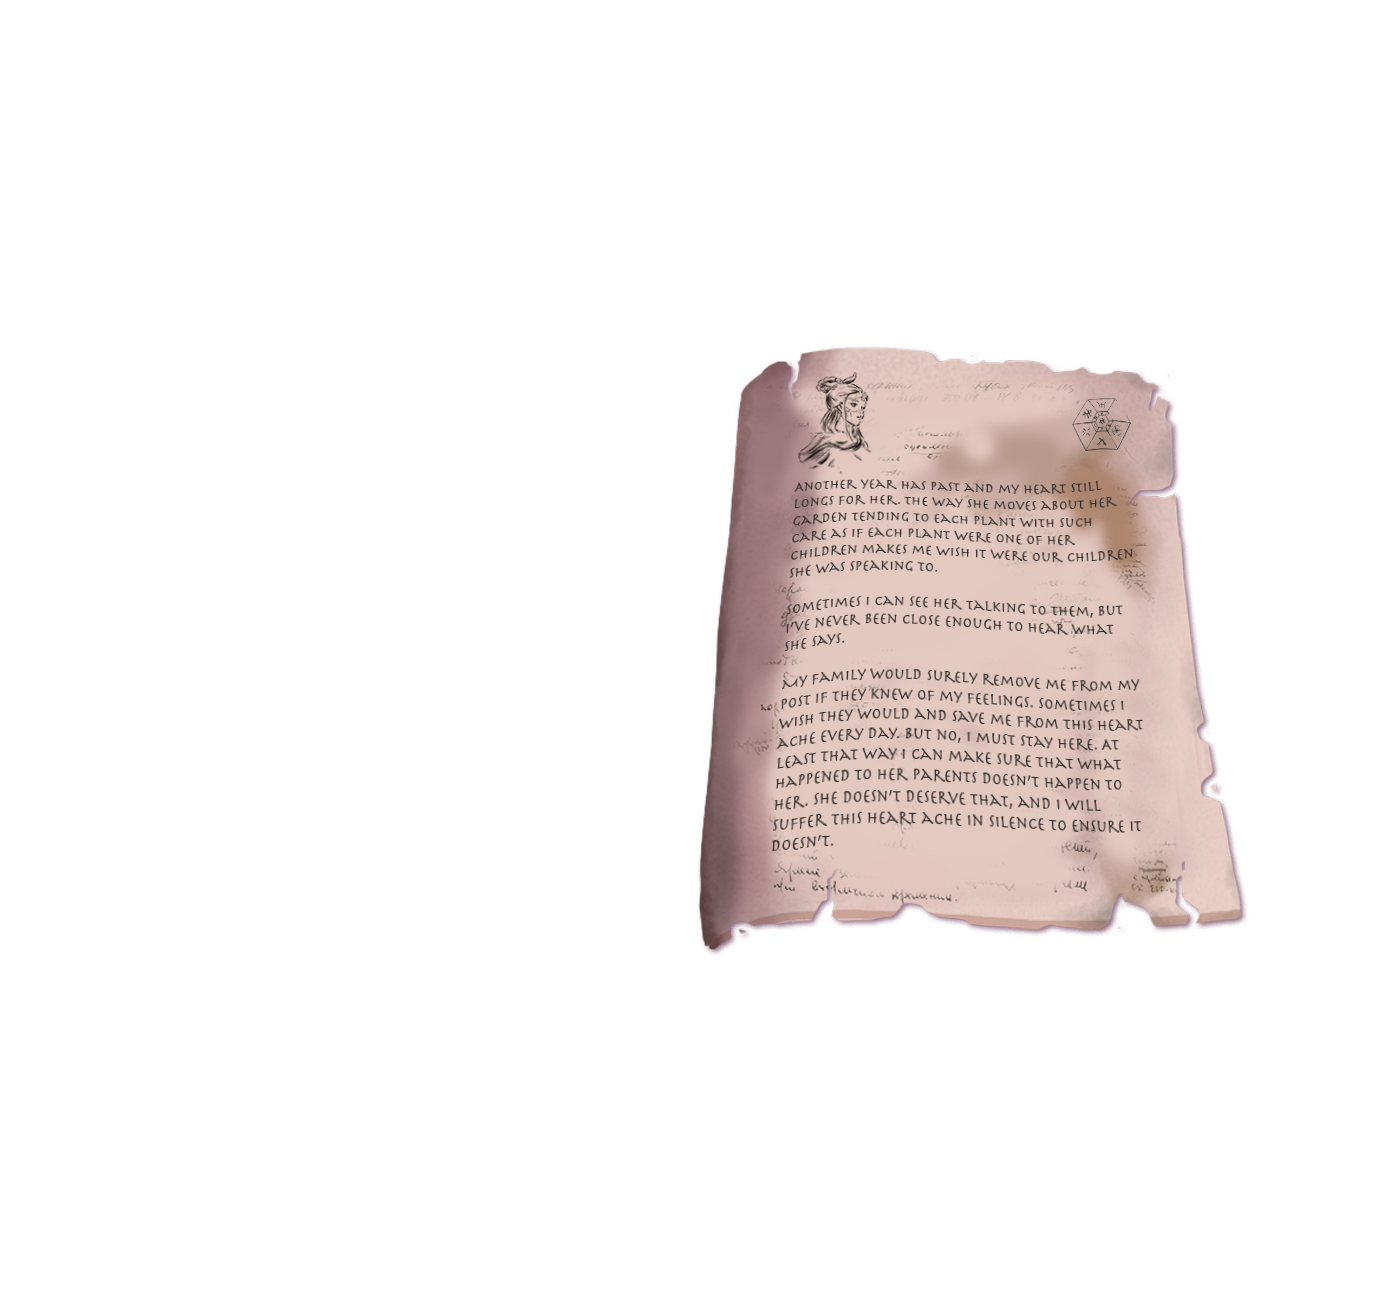 ANOTHER YEAR HAS PAST AND MY HEART STILL
LONGS FOR HER. THE WAY SHE MOVES ABOUT HER
GARDEN TENDING TO EACH PLANT WITH SUCH
CARE AS IF EACH PLANT WERE ONE OF HER
CHILDREN MAKES ME WISH IT WERE OUR CHILDREN
SHE WAS SPEAKING TO.
SOMETIMES I CAN SEE HER TALKING TO THEM, BUT
I'VE NEVER BEEN CLOSE ENOUGH TO HEAR WHAT
SHE SAYS.
MY FAMILY WOULD SURELY REMOVE ME FROM MY
POST IF THEY KNEW OF MY FEELINGS. SOMETIMES I
WISH THEY WOULD AND SAVE ME FROM THIS HEART
ACHE EVERY DAY. BUT NO, I MUST STAY HERE. AT
LEAST THAT WAY I CAN MAKE SURE THAT WHAT
HAPPENED TO HER PARENTS DOESN'T HAPPEN TO
HER. SHE DOESN'T DESERVE THAT, AND I WILL
SUFFER THIS HEART ACHE IN SILENCE TO ENSURE IT
DOESN'T.